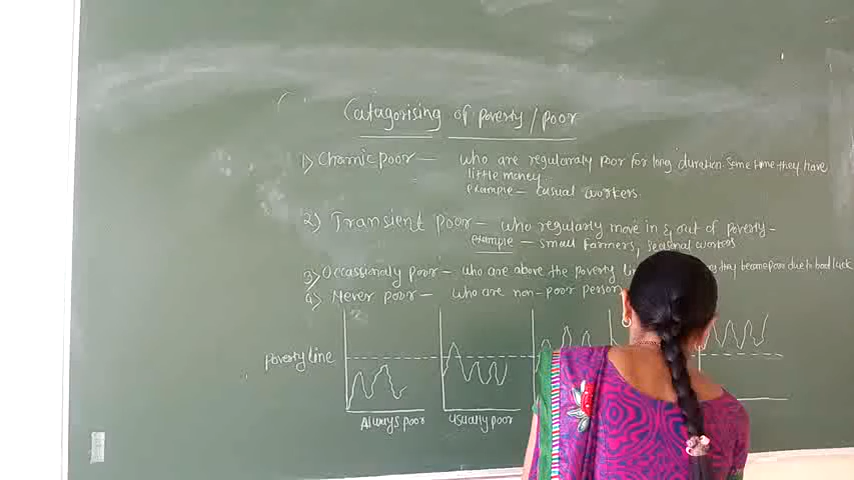 Catagorising of poverty/poor
1) Chronic poor — who are regularaly poor for long duration. Some time they have
little money
example — casual workers.
2) Transient poor — who regularly move in & out of poverty -
example — small farmers, seasonal workers
3) Occassionaly poor — who are above the poverty they become poor due to bad luck
4) Never poor — who are non-poor person
Poverty line
Always poor usually poor